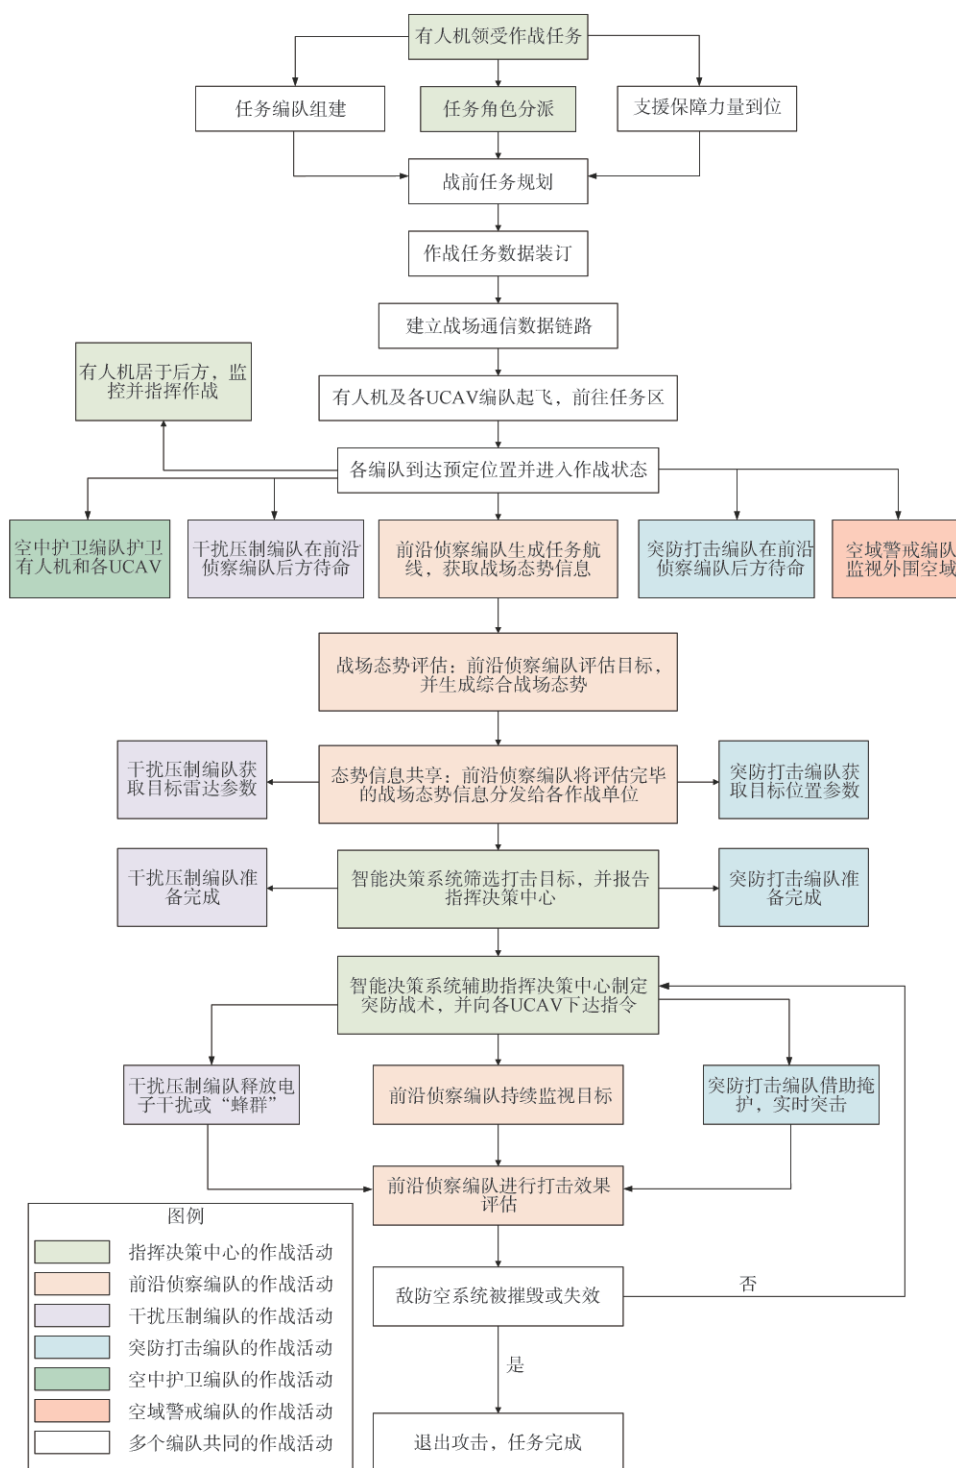 有人机领受作战任务
任务编队组建
任务角色分派
支援保障力量到位
战前任务规划
作战任务数据装订
建立战场通信数据链路
有人机居于后方，监
控并指挥作战
有人机及各UCAV编队起飞，前往任务区
各编队到达预定位置并进入作战状态
空中护卫编队护卫
有人机和各UCAV
干扰压制编队在前沿
侦察编队后方待命
前沿侦察编队生成任务航
线，获取战场态势信息
突防打击编队在前沿
侦察编队后方待命
空域警戒编队
监视外围空域
战场态势评估：前沿侦察编队评估目标，
并生成综合战场态势
干扰压制编队获
取目标雷达参数
态势信息共享：前沿侦察编队将评估完毕
的战场态势信息分发给各作战单位
突防打击编队获
取目标位置参数
干扰压制编队准
备完成
智能决策系统筛选打击目标，并报告
指挥决策中心
突防打击编队准
备完成
智能决策系统辅助指挥决策中心制定
突防战术，并向各UCAV下达指令
干扰压制编队释放电
子干扰或“蜂群”
前沿侦察编队持续监视目标
突防打击编队借助掩
护，实时突击
前沿侦察编队进行打击效果
评估
敌防空系统被摧毁或失效
否
是
退出攻击，任务完成
图例
指挥决策中心的作战活动
前沿侦察编队的作战活动
干扰压制编队的作战活动
突防打击编队的作战活动
空中护卫编队的作战活动
空域警戒编队的作战活动
多个编队共同的作战活动